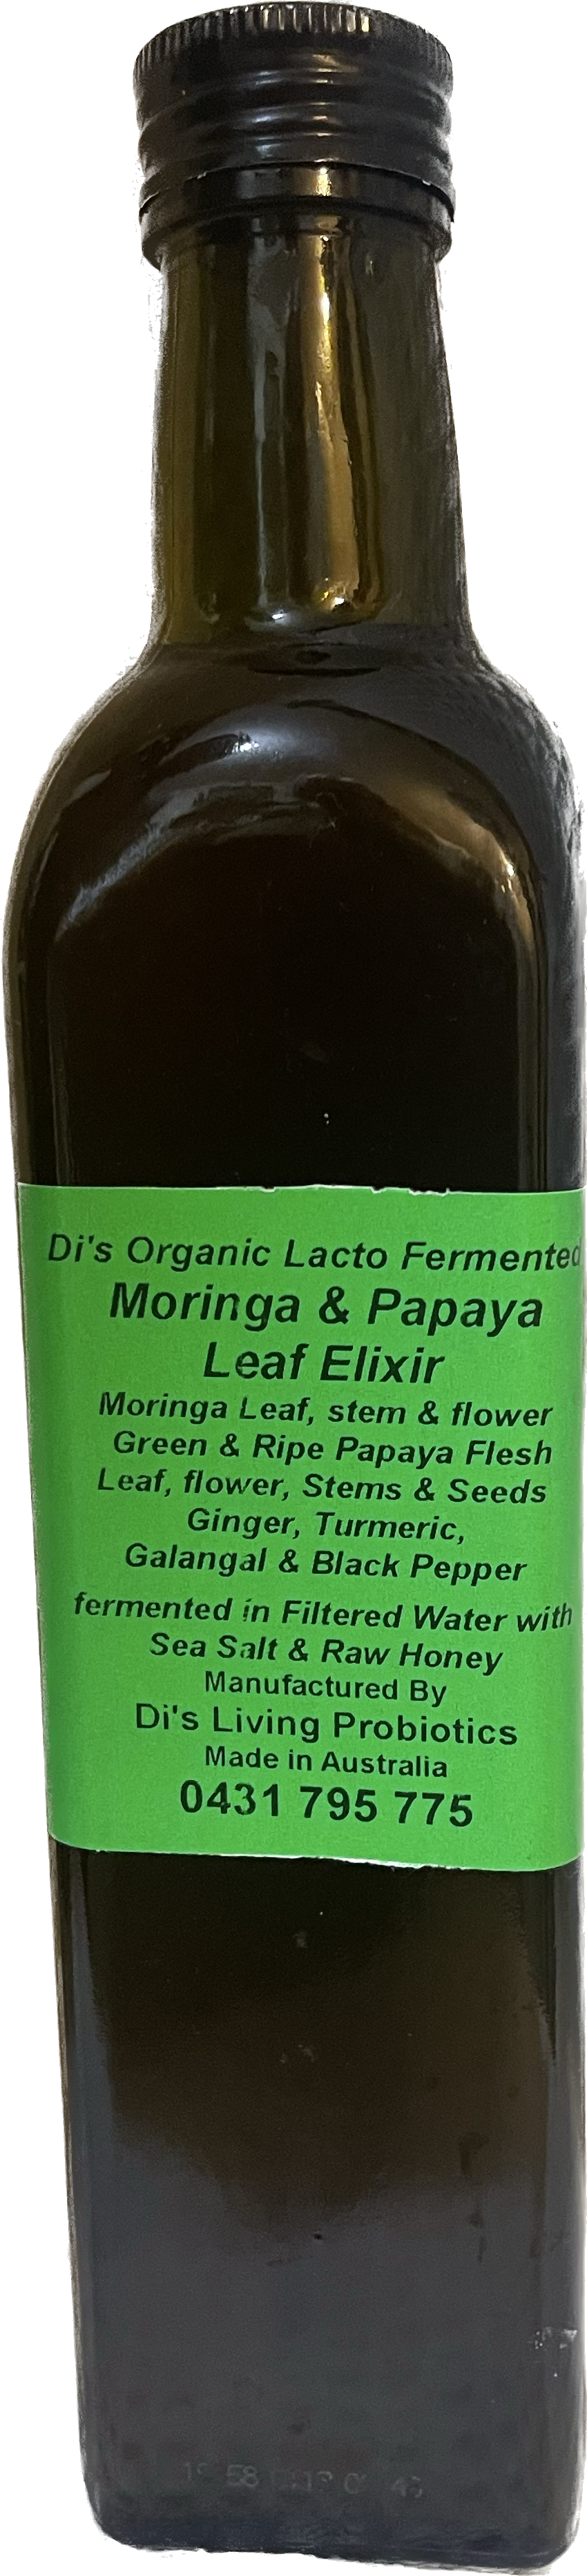 Di's Organic Lacto Fermented
Moringa & Papaya
Leaf Elixir
Moringa Leaf, stem & flower
Green & Ripe Papaya Flesh
Leaf, flower, Stems & Seeds
Ginger, Turmeric,
Galangal & Black Pepper
fermented in Filtered Water with
Sea Salt & Raw Honey
Manufactured By
Di's Living Probiotics
Made in Australia
0431 795 775
58